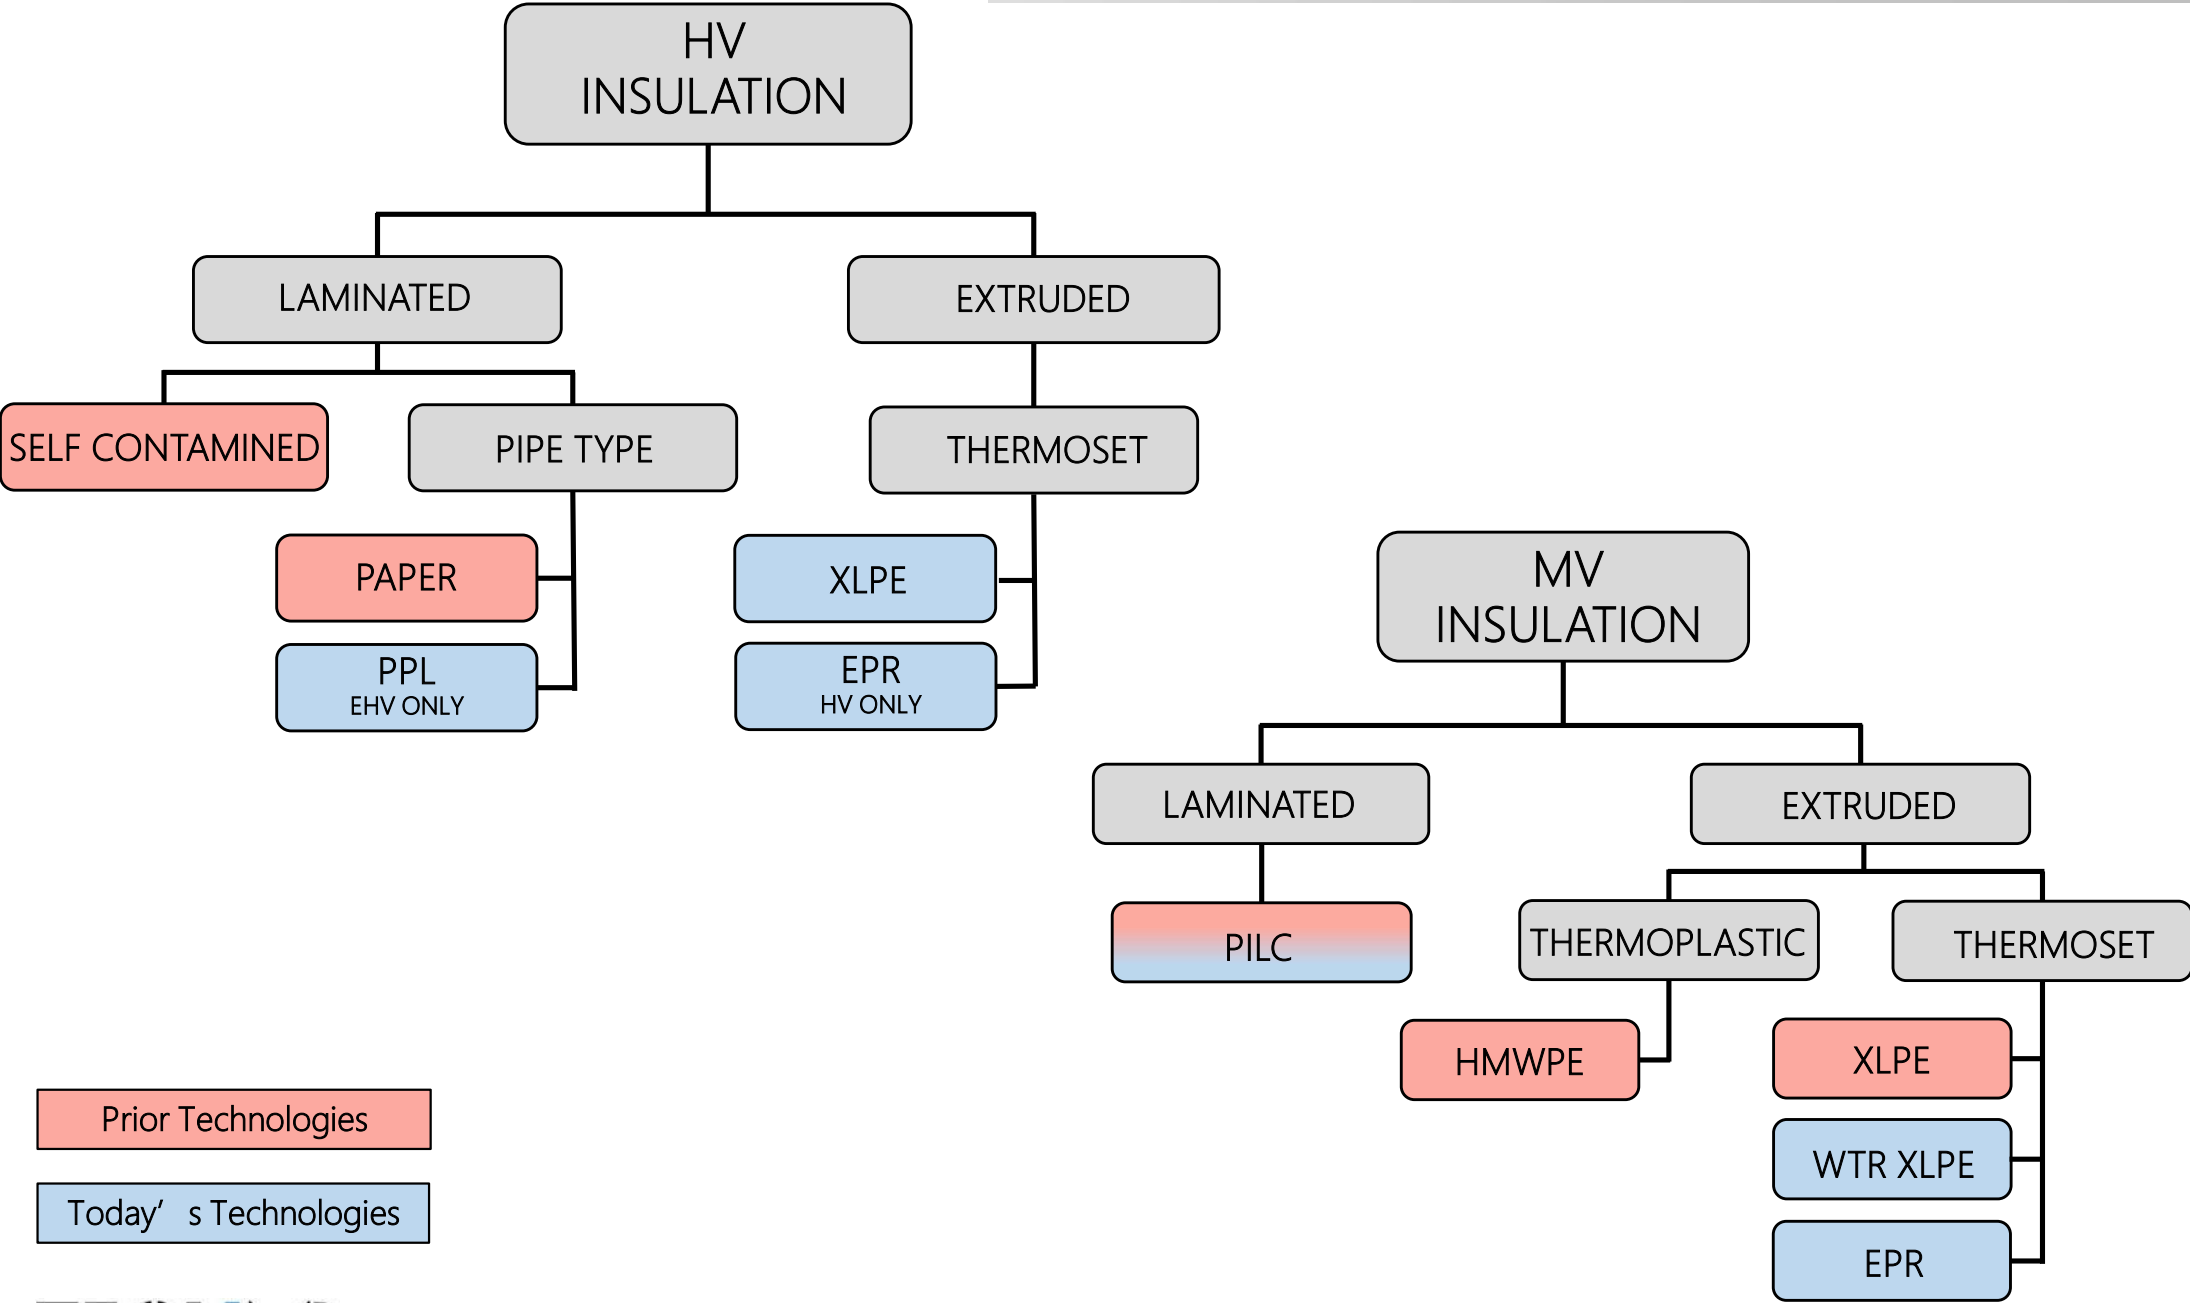 HV
INSULATION
LAMINATED
EXTRUDED
SELF CONTAMINED
PIPE TYPE
THERMOSET
PAPER
XLPE
PPL
EHV ONLY
EPR
HV ONLY
MV
INSULATION
LAMINATED
EXTRUDED
PILC
THERMOPLASTIC
THERMOSET
HMWPE
XLPE
WTR XLPE
EPR
Prior Technologies
Today’ s Technologies